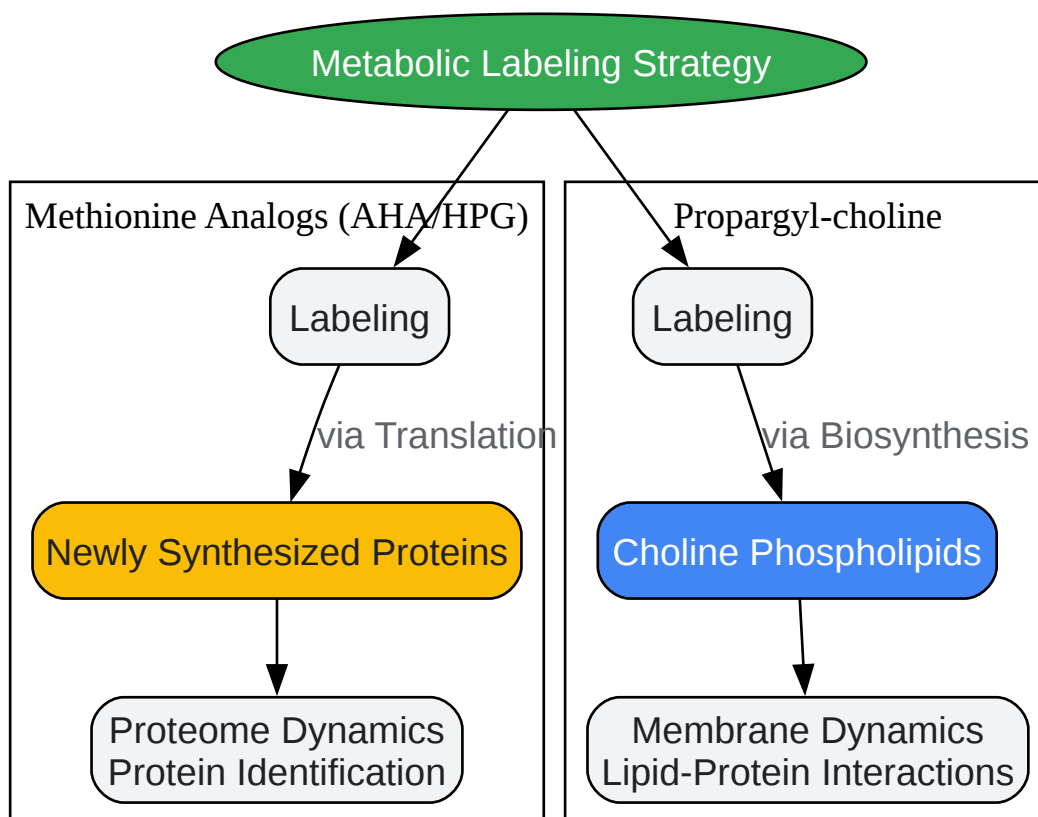 Metabolic Labeling Strategy
Methionine Analogs (AHA/HPG)
Propargyl-choline
Labeling
Labeling
via Translation
via Biosynthesis
Newly Synthesized Proteins
Choline Phospholipids
Proteome Dynamics
Protein Identification
Membrane Dynamics
Lipid-Protein Interactions